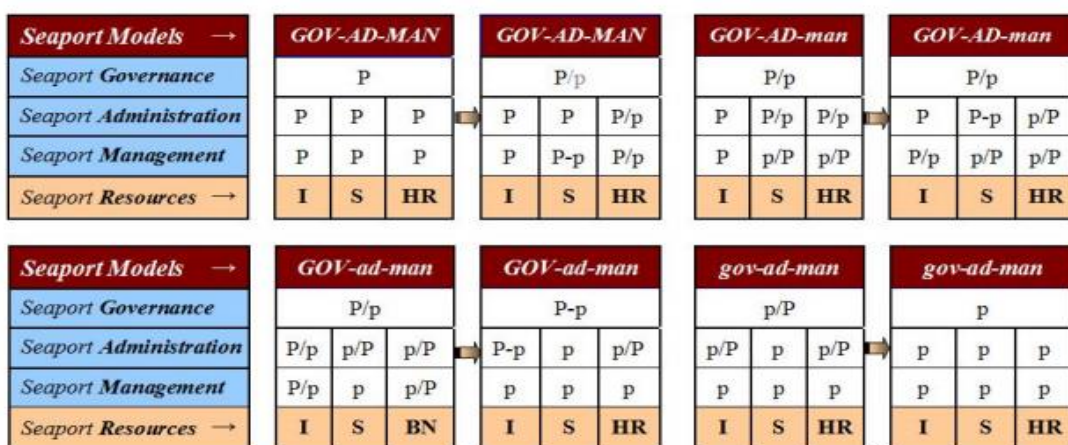 Seaport Models → GOV-AD-MAN GOV-AD-MAN GOV-AD-man GOV-AD-man
Seaport Governance P P/p P/p P/p
Seaport Administration P P P P P P/p P P/p P/p P P-p p/P
Seaport Management P P P P P-p P/p P p/P p/P P/p p/P p/P
Seaport Resources → I S HR I S HR I S HR I S HR
Seaport Models → GOV-ad-man GOV-ad-man gov-ad-man gov-ad-man
Seaport Governance P/p P-p p/P p
Seaport Administration P/p p/P p/P P-p p p/P p/P p p/P p p p
Seaport Management P/p p p/P p p p p p p p p p
Seaport Resources → I S BN I S HR I S HR I S HR